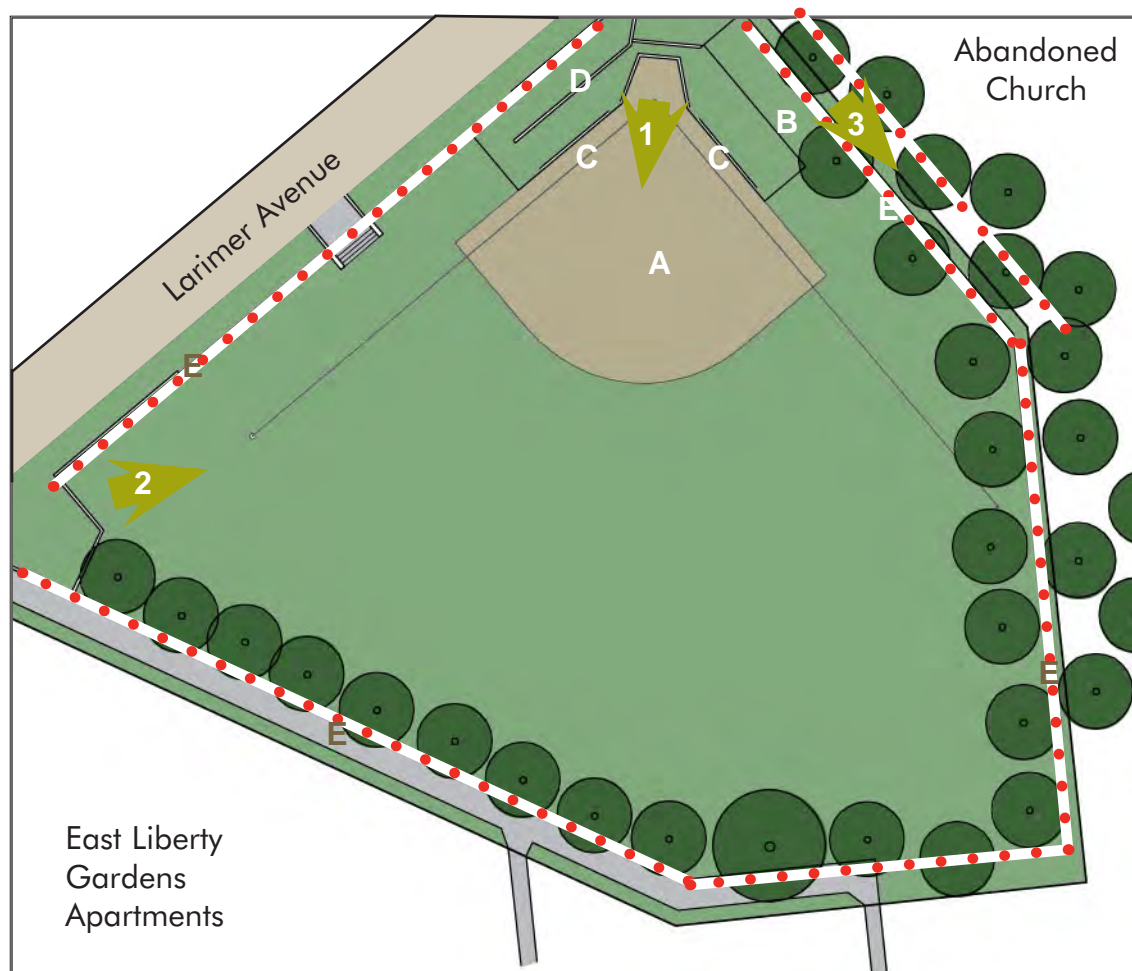 Abandoned
Church
D
B
3
1
C
C
E
Larimer Avenue
A
E
2
E
E
East Liberty
Gardens
Apartments